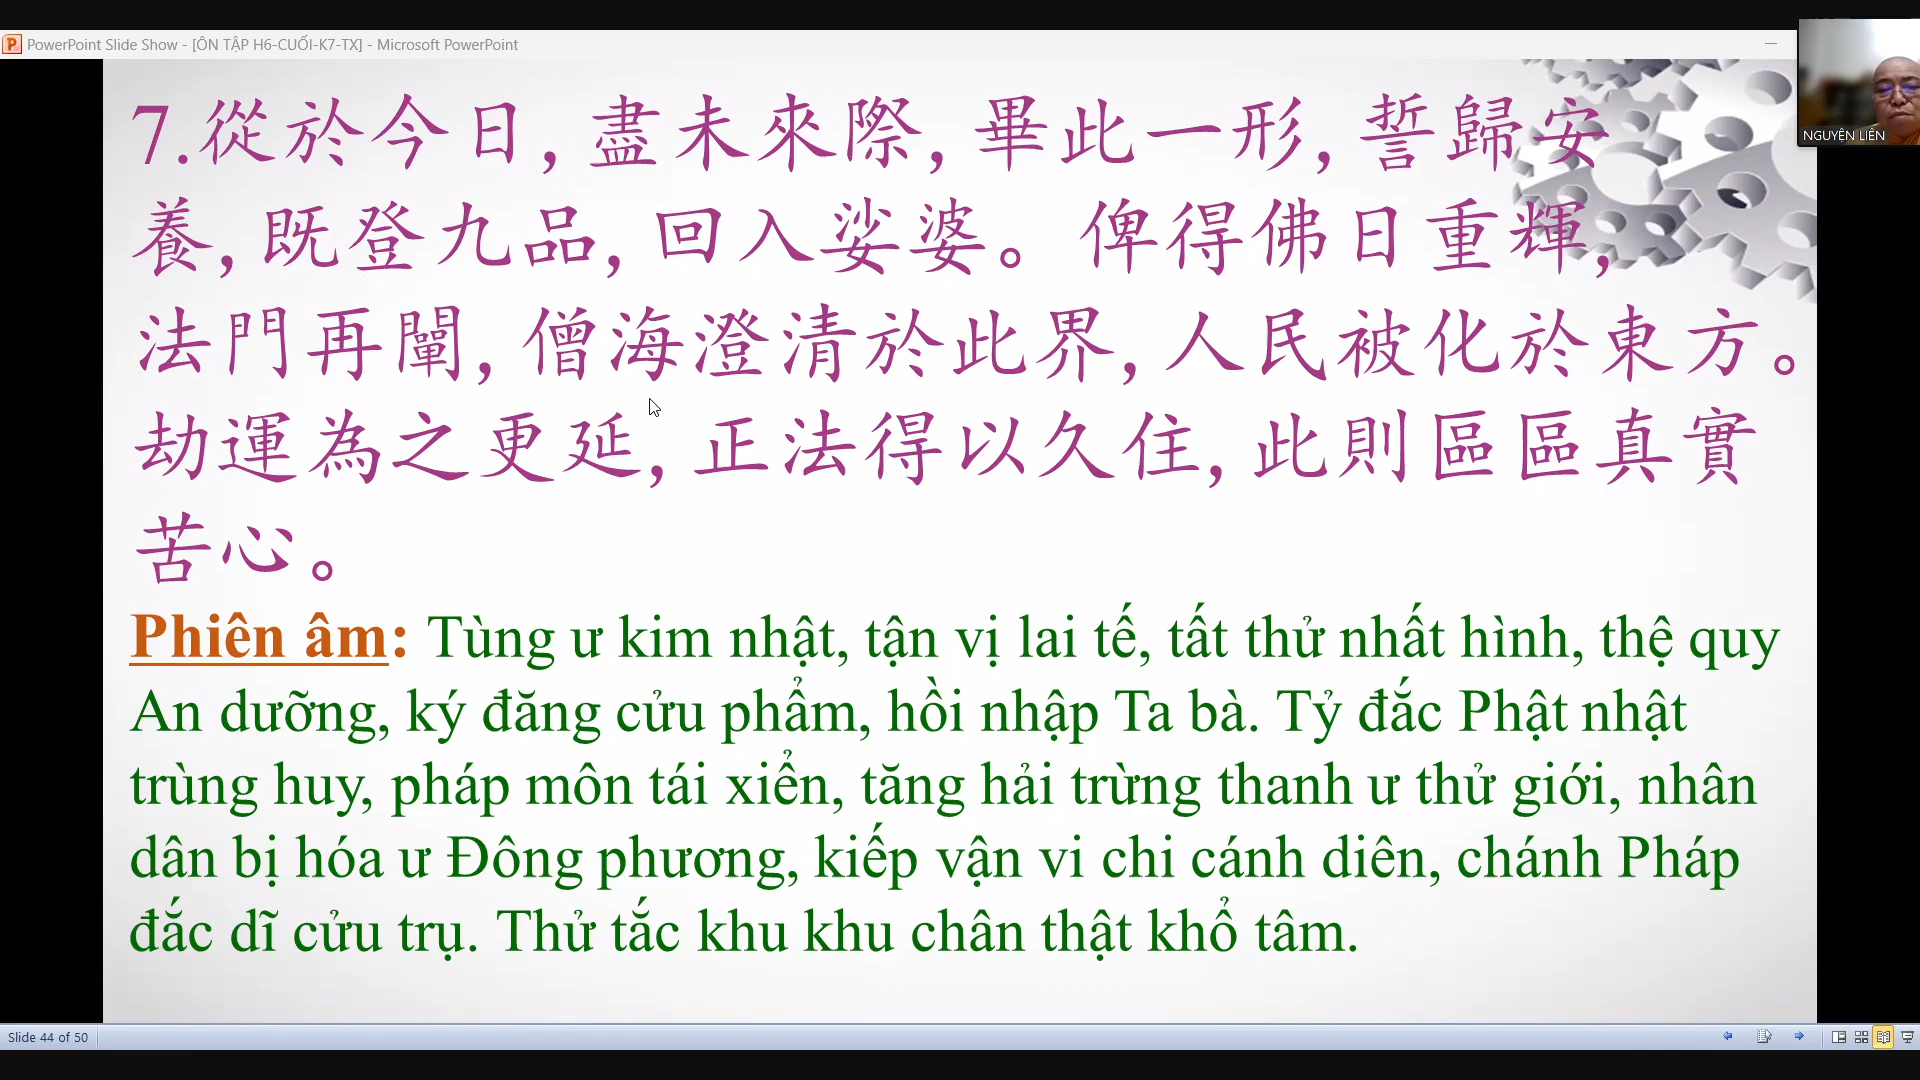 PowerPoint Slide Show - [ÔN TẬP H6-CUỐI-K7-TX] - Microsoft PowerPoint
NGUYỆN LIÊN
7.從於今日,盡未來際,畢此一形,誓歸安
養,既登九品,回入娑婆。俾得佛日重輝,
法門再闡,僧海澄清於此界,人民被化於東方。
劫運為之更延,正法得以久住,此則區區真實
苦心。
Phiên âm: Tùng ư kim nhật, tận vị lai tế, tất thử nhất hình, thệ quy
An dưỡng, ký đăng cửu phẩm, hồi nhập Ta bà. Tỷ đắc Phật nhật
trùng huy, pháp môn tái xiển, tăng hải trừng thanh ư thử giới, nhân
dân bị hóa ư Đông phương, kiếp vận vi chi cánh diên, chánh Pháp
đắc dĩ cửu trụ. Thử tắc khu khu chân thật khổ tâm.
Slide 44 of 50